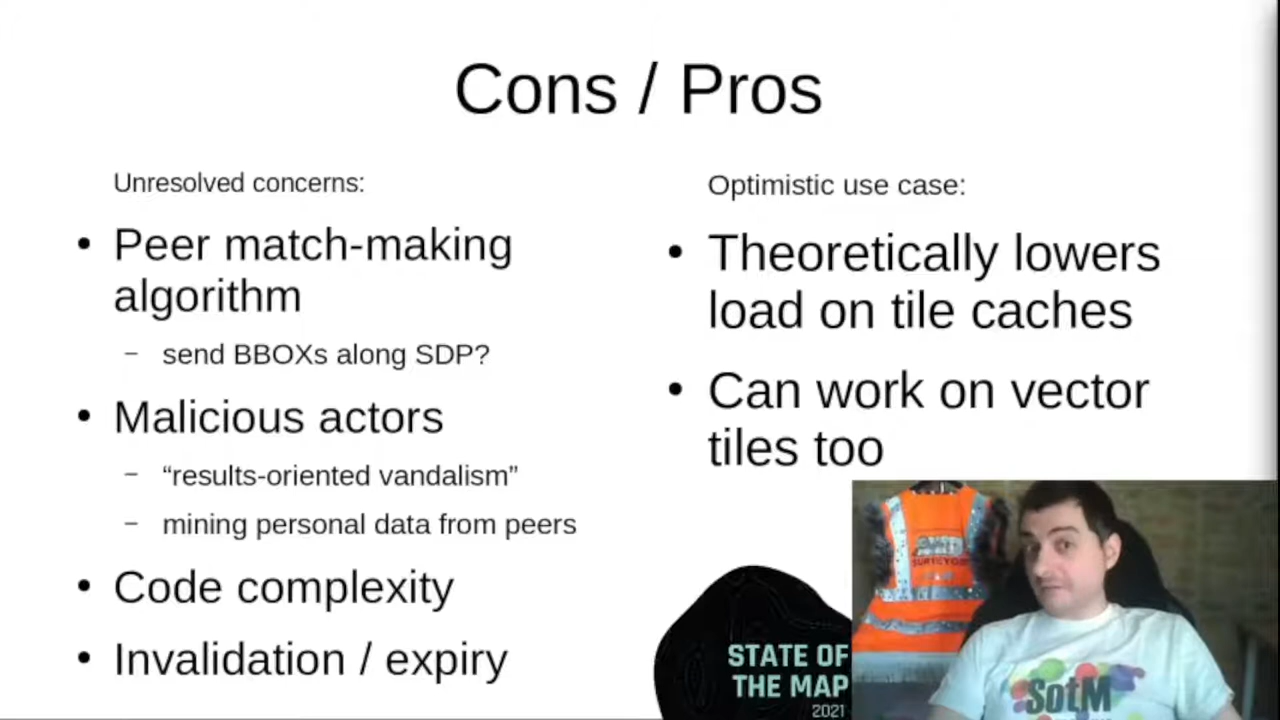 Cons / Pros
Unresolved concerns:
• Peer match-making
algorithm
– send BBOXs along SDP?
• Malicious actors
– “results-oriented vandalism”
– mining personal data from peers
• Code complexity
• Invalidation / expiry
Optimistic use case:
• Theoretically lowers
load on tile caches
• Can work on vector
tiles too
STATE OF
THE MAP
2021
SURVEYOR
SotM